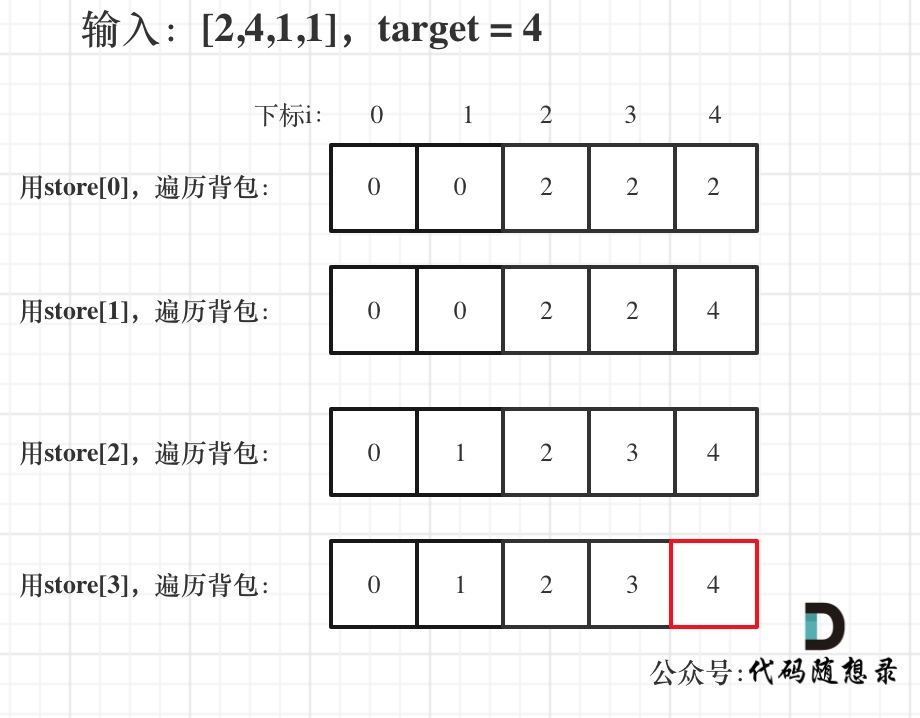 输入：[2,4,1,1]，target = 4
下标i： 0 1 2 3 4
用store[0]，遍历背包： 0 0 2 2 2
用store[1]，遍历背包： 0 0 2 2 4
用store[2]，遍历背包： 0 1 2 3 4
用store[3]，遍历背包： 0 1 2 3 4
公众号:代码随想录